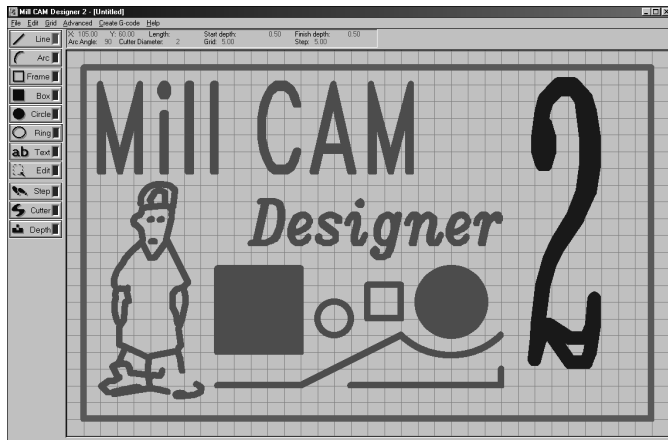 Mill CAM Designer 2 - [Untitled]
File Edit Grid Advanced Create G-code Help
X: 105.00 Y: 60.00 Length: Start depth: 0.50 Finish depth: 0.50
Arc Angle: 90 Cutter Diameter: 2 Grid: 5.00 Step: 5.00
Line
Arc
Frame
Box
Circle
Ring
ab Text
Edit
Step
Cutter
Depth
Mill CAM 2
Designer